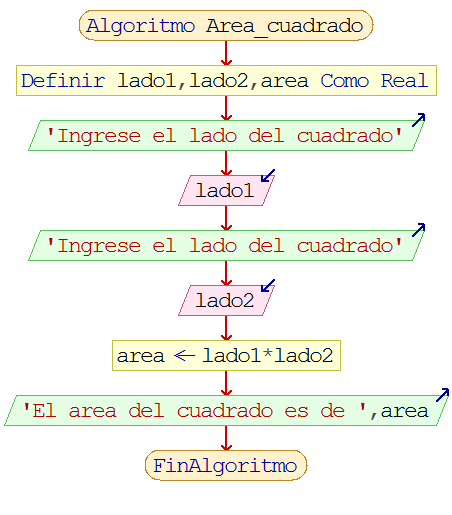 Algoritmo Area_cuadrado
Definir lado1,lado2,area Como Real
'Ingrese el lado del cuadrado'
lado1
'Ingrese el lado del cuadrado'
lado2
area ← lado1*lado2
'El area del cuadrado es de ',area
FinAlgoritmo